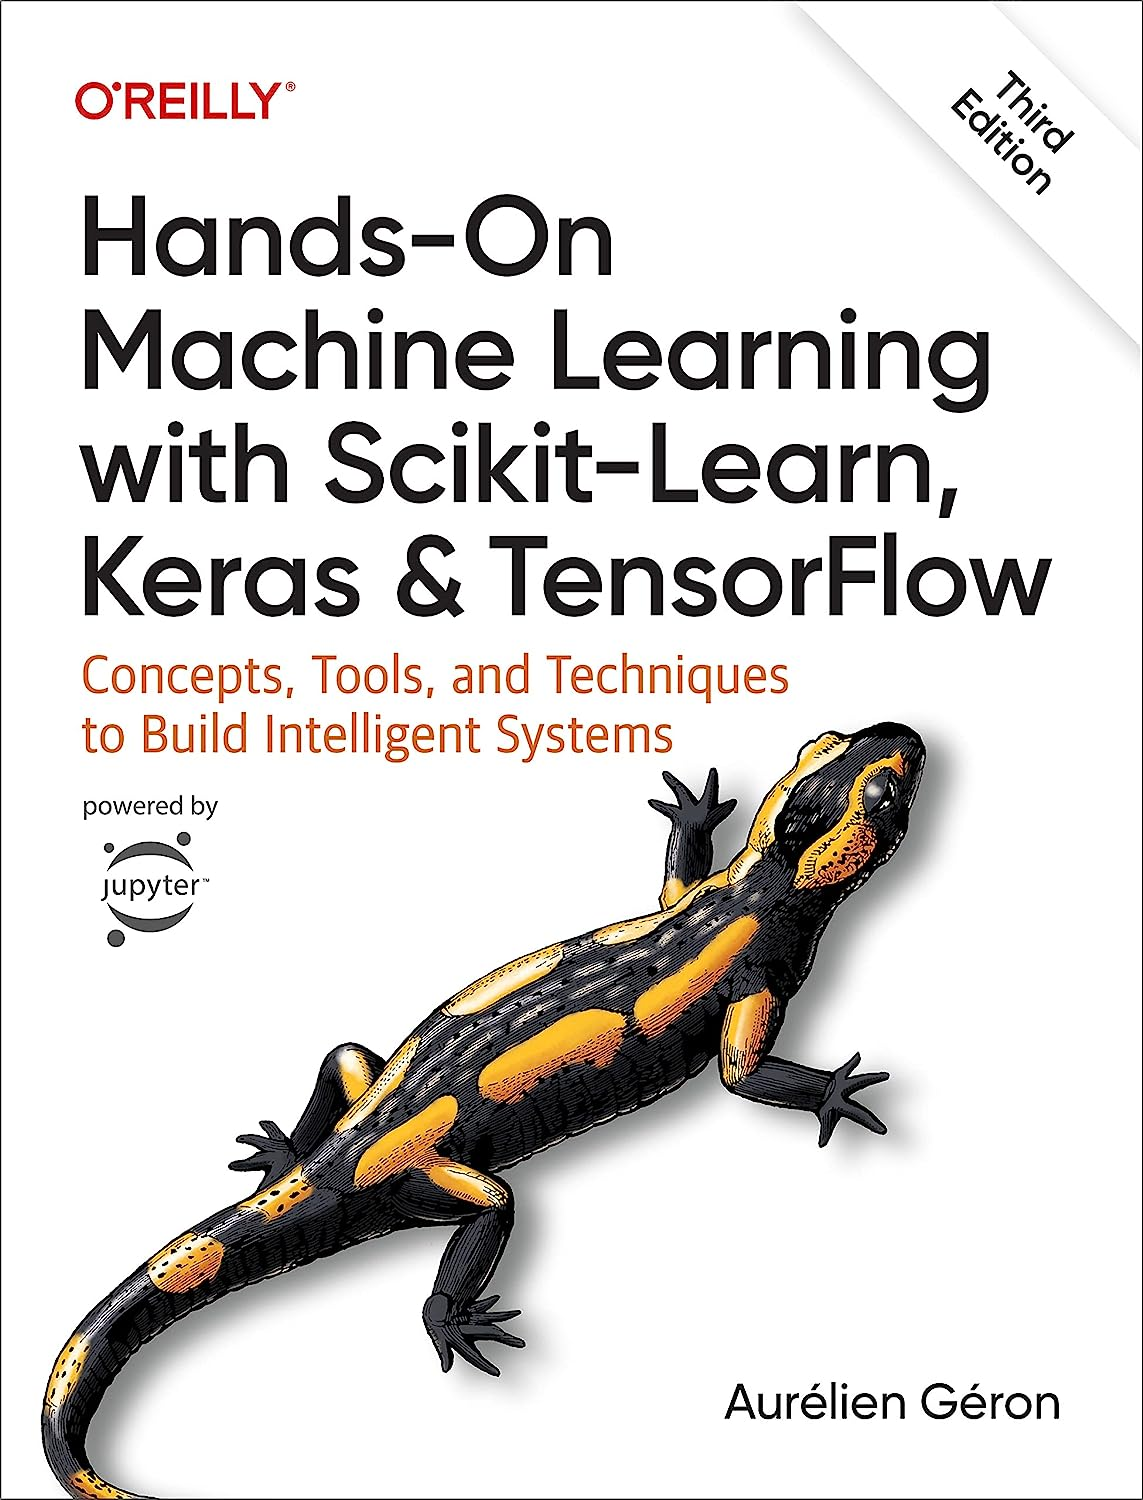 O'REILLY®
Third
Edition
Hands-On
Machine Learning
with Scikit-Learn,
Keras & TensorFlow
Concepts, Tools, and Techniques
to Build Intelligent Systems
powered by
jupyter™
Aurélien Géron